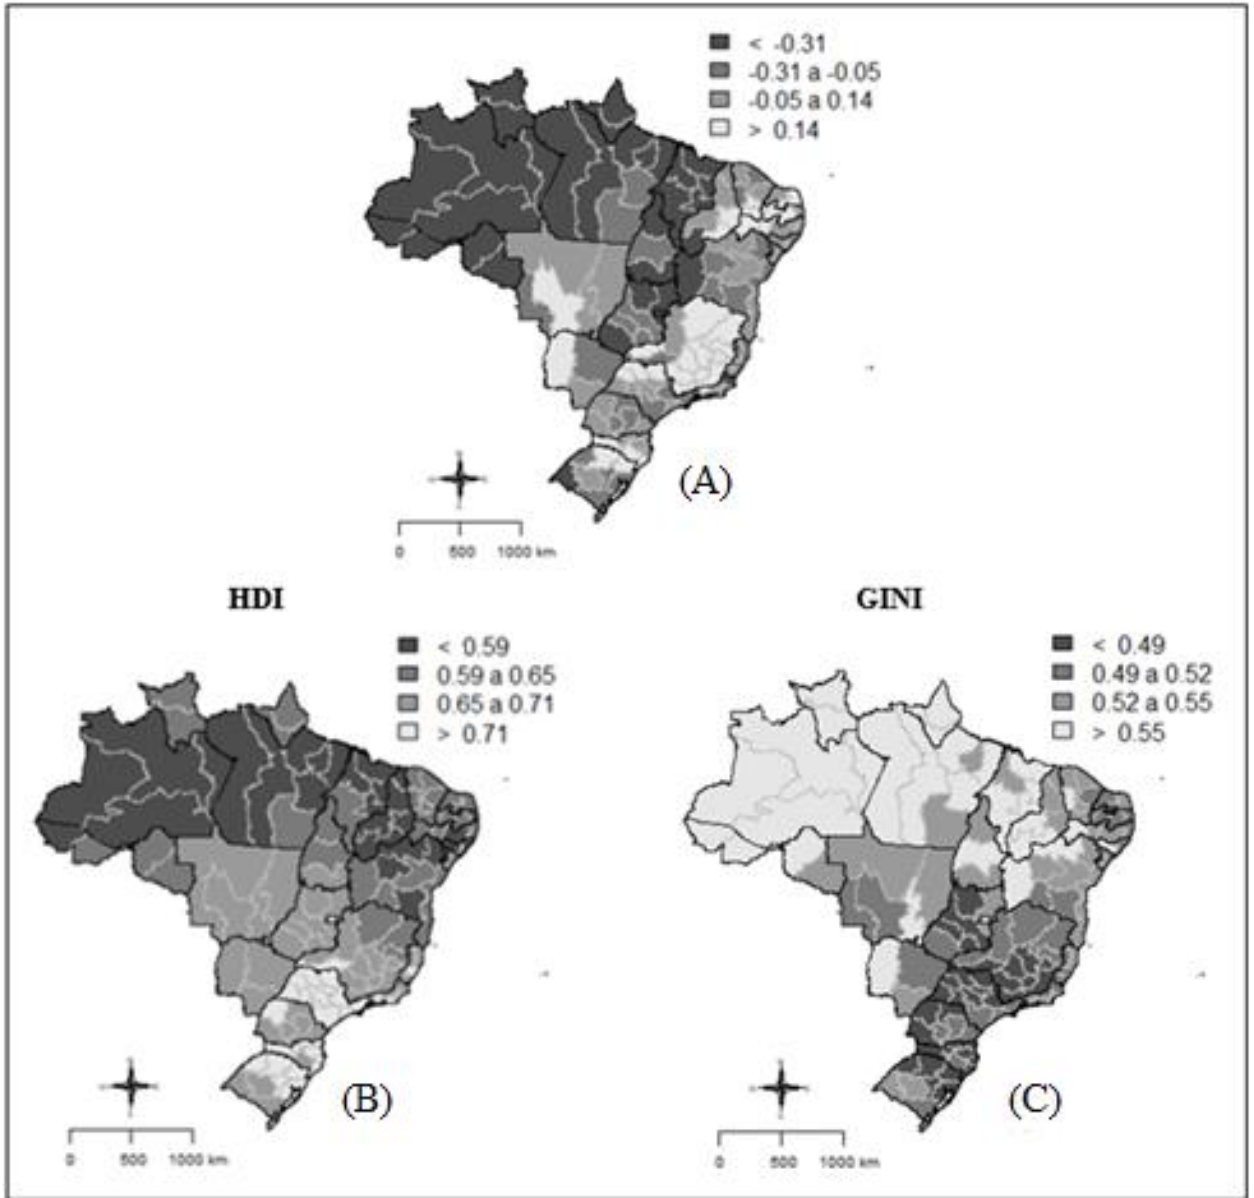 < -0.31
-0.31 a -0.05
-0.05 a 0.14
> 0.14
(A)
0 500 1000 km
HDI
< 0.59
0.59 a 0.65
0.65 a 0.71
> 0.71
(B)
0 500 1000 km
GINI
< 0.49
0.49 a 0.52
0.52 a 0.55
> 0.55
(C)
0 500 1000 km